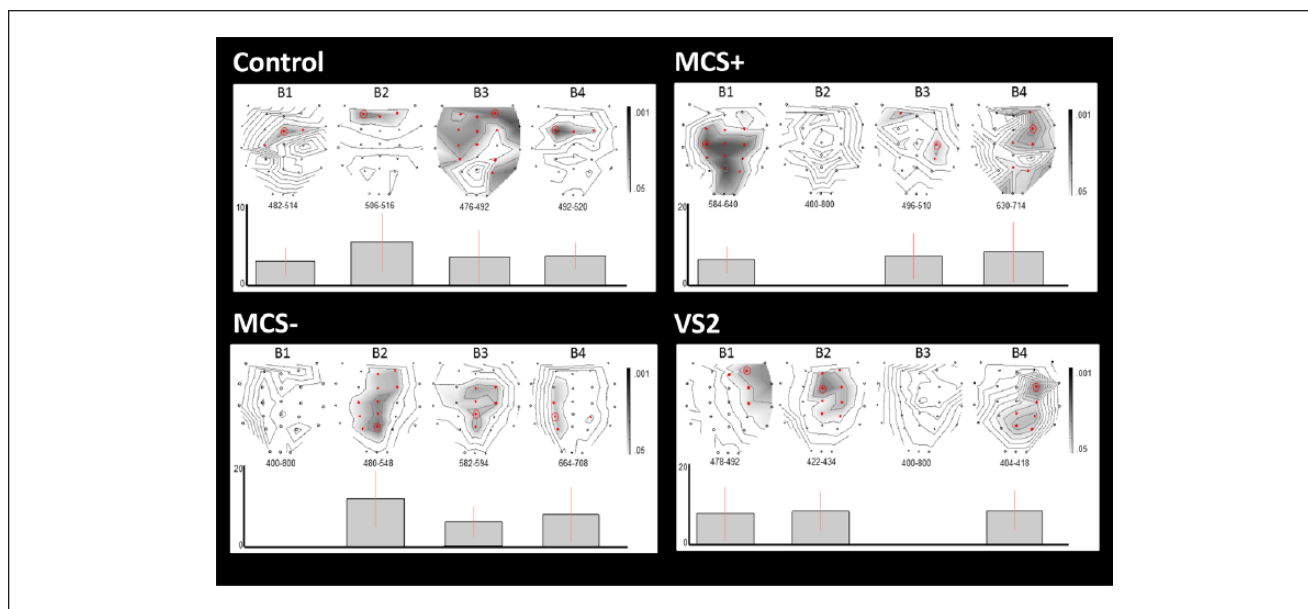 Control
B1 B2 B3 B4
.001
.05
482-514 506-516 476-492 492-520
10
0
MCS+
B1 B2 B3 B4
.001
.05
584-640 400-800 496-510 630-714
20
0
MCS-
B1 B2 B3 B4
.001
.05
400-800 480-548 582-594 664-708
20
0
VS2
B1 B2 B3 B4
.001
.05
478-492 422-434 400-800 404-418
20
0